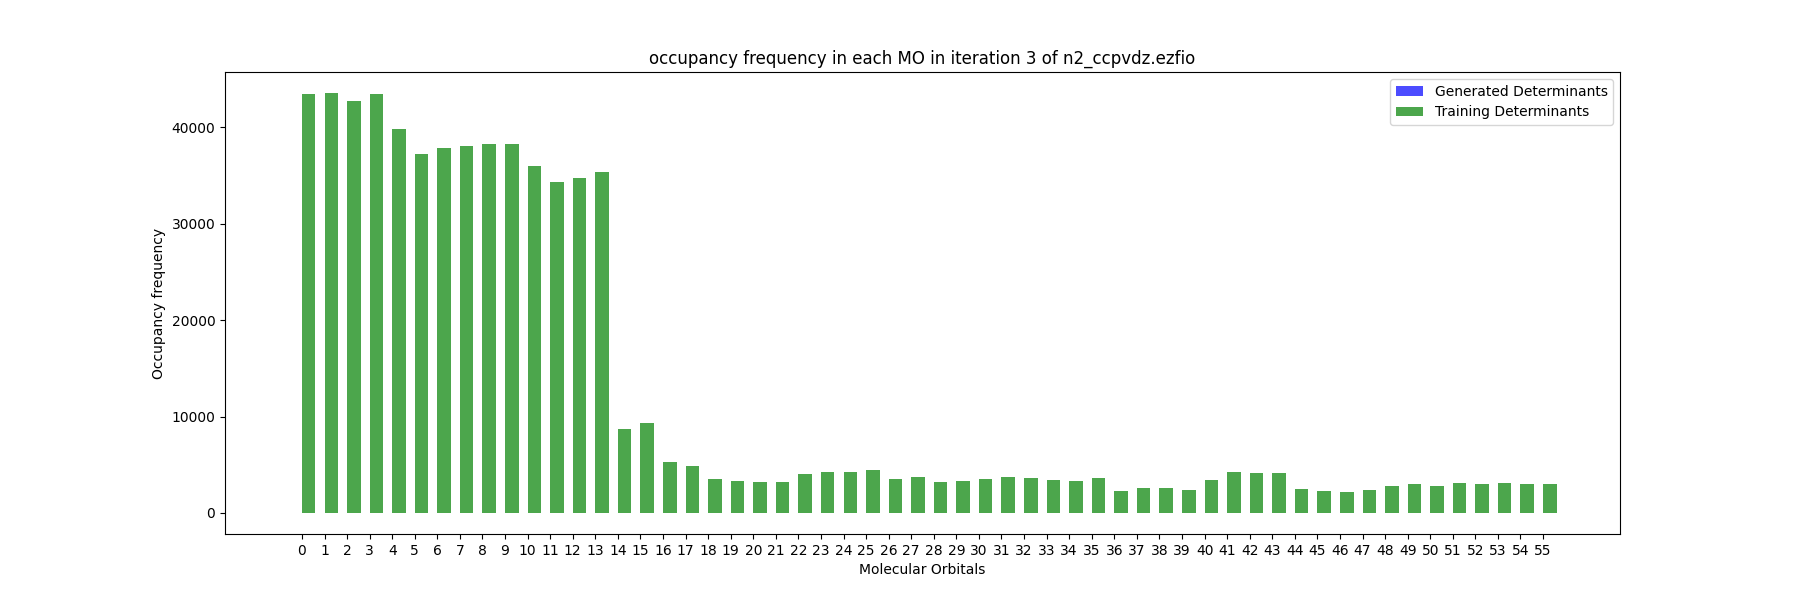 occupancy frequency in each MO in iteration 3 of n2_ccpvdz.ezfio
Generated Determinants
Training Determinants
Occupancy frequency
40000
30000
20000
10000
0
0 1 2 3 4 5 6 7 8 9 10 11 12 13 14 15 16 17 18 19 20 21 22 23 24 25 26 27 28 29 30 31 32 33 34 35 36 37 38 39 40 41 42 43 44 45 46 47 48 49 50 51 52 53 54 55
Molecular Orbitals